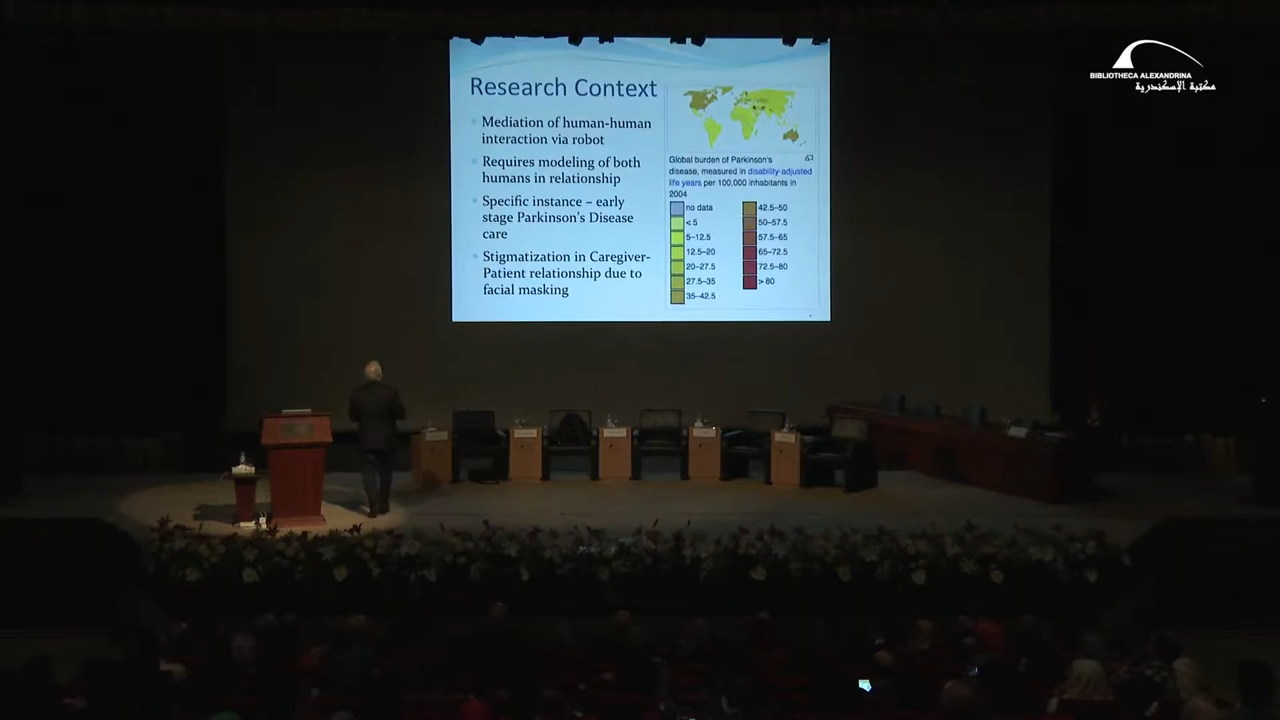 BIBLIOTHECA ALEXANDRINA
مكتبة الإسكندرية
Research Context
Mediation of human-human
interaction via robot
Requires modeling of both
humans in relationship
Specific instance – early
stage Parkinson's Disease
care
Stigmatization in Caregiver-
Patient relationship due to
facial masking
Global burden of Parkinson's
disease, measured in disability-adjusted
life years per 100,000 inhabitants in
2004
no data
< 5
5–12.5
12.5–20
20–27.5
27.5–35
35–42.5
42.5–50
50–57.5
57.5–65
65–72.5
72.5–80
> 80